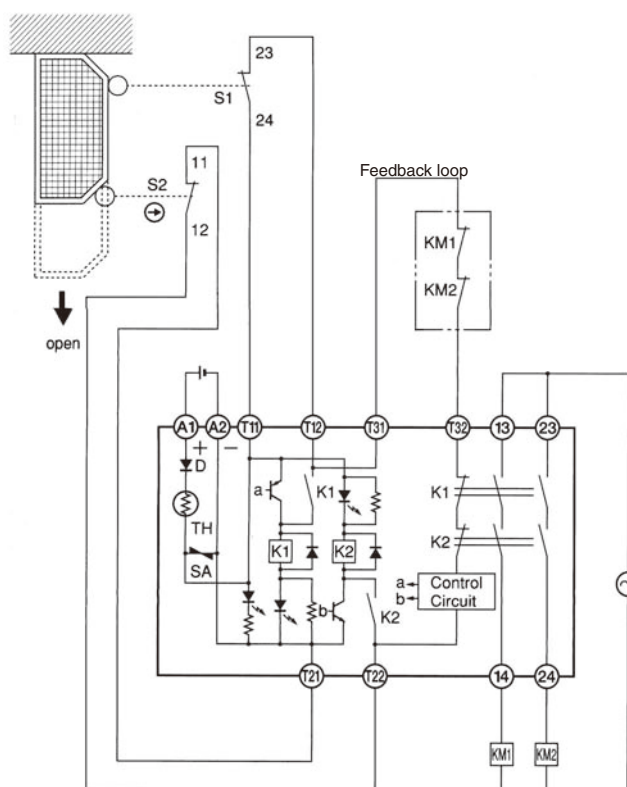 23
S1
24
11
S2
12
open
Feedback loop
KM1
KM2
A1
A2
T11
T12
T31
T32
13
23
+
−
D
a
K1
K1
TH
K1
K2
K2
SA
a
b
Control
Circuit
b
K2
T21
T22
14
24
KM1
KM2